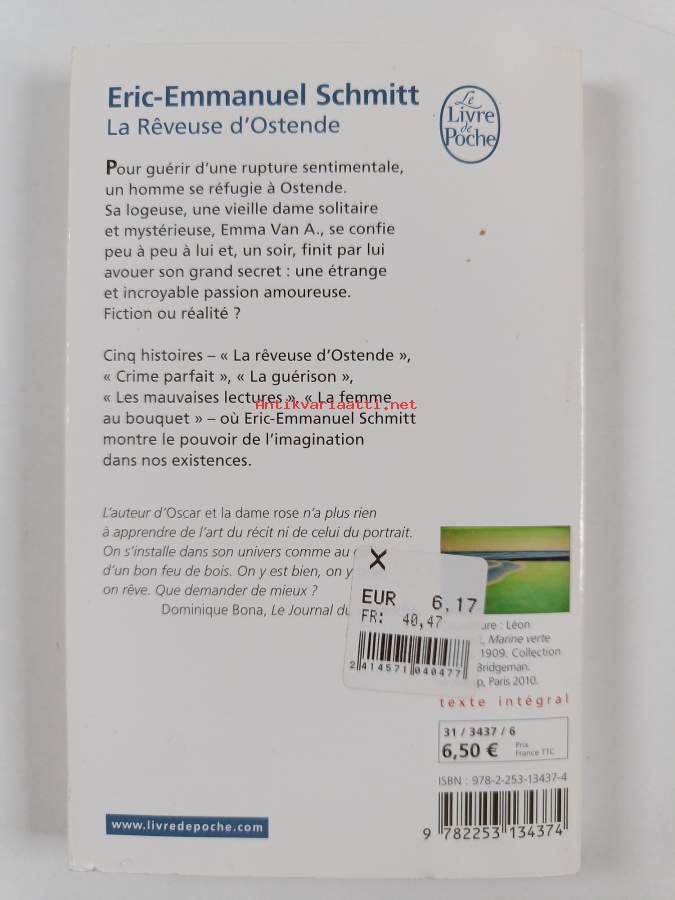 Eric-Emmanuel Schmitt
La Rêveuse d'Ostende
Le
Livre
de
Poche
Pour guérir d'une rupture sentimentale,
un homme se réfugie à Ostende.
Sa logeuse, une vieille dame solitaire
et mystérieuse, Emma Van A., se confie
peu à peu à lui et, un soir, finit par lui
avouer son grand secret : une étrange
et incroyable passion amoureuse.
Fiction ou réalité ?
Cinq histoires – « La rêveuse d'Ostende »,
« Crime parfait », « La guérison »,
« Les mauvaises lectures », « La femme
Antikvariaatti.net
au bouquet » – où Eric-Emmanuel Schmitt
montre le pouvoir de l'imagination
dans nos existences.
L'auteur d'Oscar et la dame rose n'a plus rien
à apprendre de l'art du récit ni de celui du portrait.
On s'installe dans son univers comme au
d'un bon feu de bois. On y est bien, on y
on rêve. Que demander de mieux ?
Dominique Bona, Le Journal du
X
EUR 6,17
FR: 40,47
2 414571 040477
ure : Léon
, Marine verte
1909. Collection
Bridgeman.
p, Paris 2010.
texte intégral
31 / 3437 / 6
6,50 € Prix
France TTC
ISBN : 978-2-253-13437-4
9 782253 134374
www.livredepoche.com